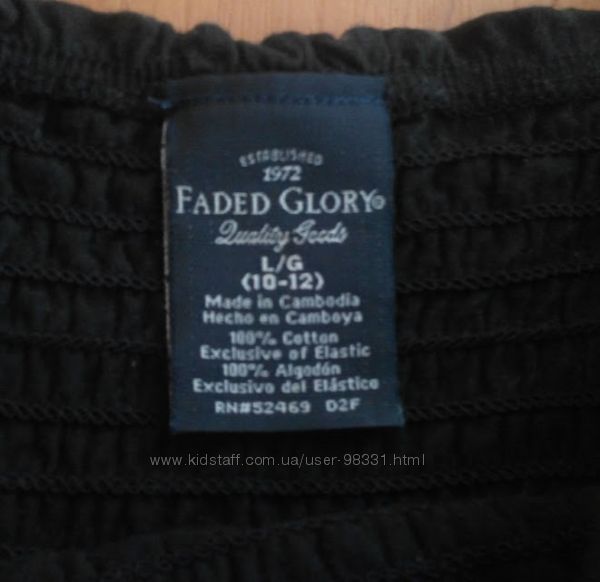 ESTABLISHED
1972
FADED GLORY®
Quality Goods
L/G
(10-12)
Made in Cambodia
Hecho en Camboya
100% Cotton
Exclusive of Elastic
100% Algodón
Exclusivo del Elástico
RN#52469 D2F
www.kidstaff.com.ua/user-98331.html